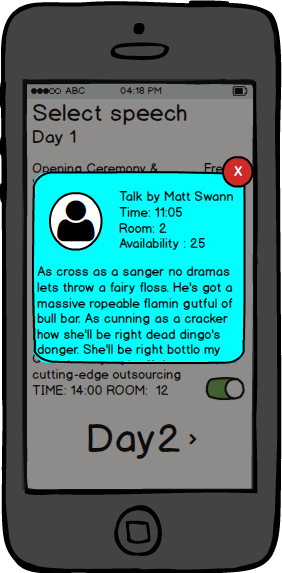 ABC 04:18 PM
Select speech
Day 1
Opening Ceremony &
X
Talk by Matt Swann
Time: 11:05
Room: 2
Availability : 25
As cross as a sanger no dramas
lets throw a fairy floss. He's got a
massive ropeable flamin gutful of
bull bar. As cunning as a cracker
how she'll be right dead dingo's
donger. She'll be right bottlo my
cutting-edge outsourcing
TIME: 14:00 ROOM: 12
Day2 >